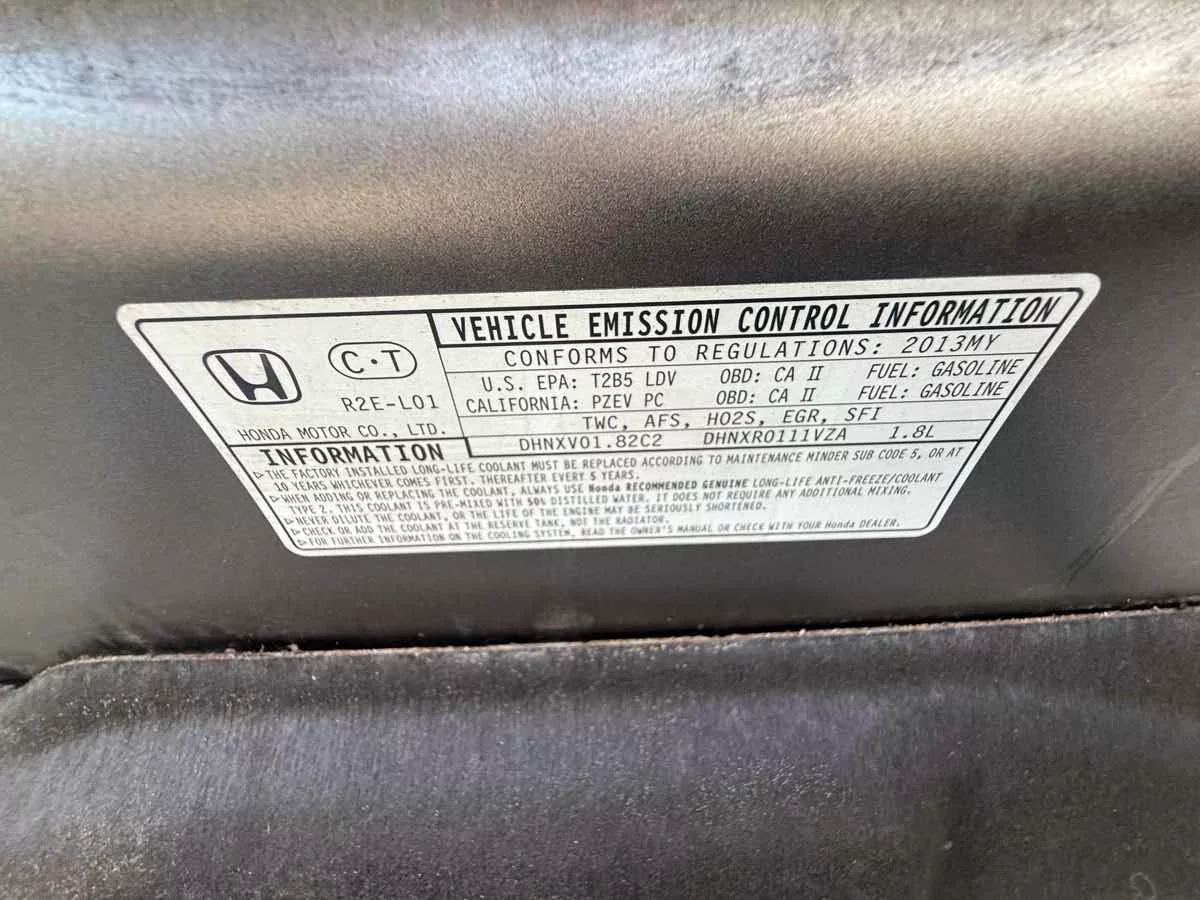 VEHICLE EMISSION CONTROL INFORMATION
CONFORMS TO REGULATIONS: 2013MY
U.S. EPA: T2B5 LDV OBD: CA II FUEL: GASOLINE
CALIFORNIA: PZEV PC OBD: CA II FUEL: GASOLINE
TWC, AFS, HO2S, EGR, SFI
DHNXV01.82C2 DHNXR0111VZA 1.8L
C·T
R2E-L01
HONDA MOTOR CO., LTD.
INFORMATION
▷THE FACTORY INSTALLED LONG-LIFE COOLANT MUST BE REPLACED ACCORDING TO MAINTENANCE MINDER SUB CODE 5, OR AT
10 YEARS WHICHEVER COMES FIRST. THEREAFTER EVERY 5 YEARS.
▷WHEN ADDING OR REPLACING THE COOLANT, ALWAYS USE Honda RECOMMENDED GENUINE LONG-LIFE ANTI-FREEZE/COOLANT
TYPE 2. THIS COOLANT IS PRE-MIXED WITH 50% DISTILLED WATER. IT DOES NOT REQUIRE ANY ADDITIONAL MIXING.
▷NEVER DILUTE THE COOLANT, OR THE LIFE OF THE ENGINE MAY BE SERIOUSLY SHORTENED.
▷CHECK OR ADD THE COOLANT AT THE RESERVE TANK, NOT THE RADIATOR.
▷FOR FURTHER INFORMATION ON THE COOLING SYSTEM, READ THE OWNER'S MANUAL OR CHECK WITH YOUR Honda DEALER.